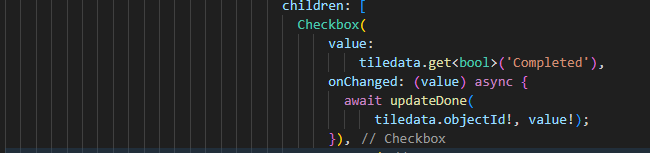 children: [
Checkbox(
value:
tiledata.get<bool>('Completed'),
onChanged: (value) async {
await updateDone(
tiledata.objectId!, value!);
}), // Checkbox